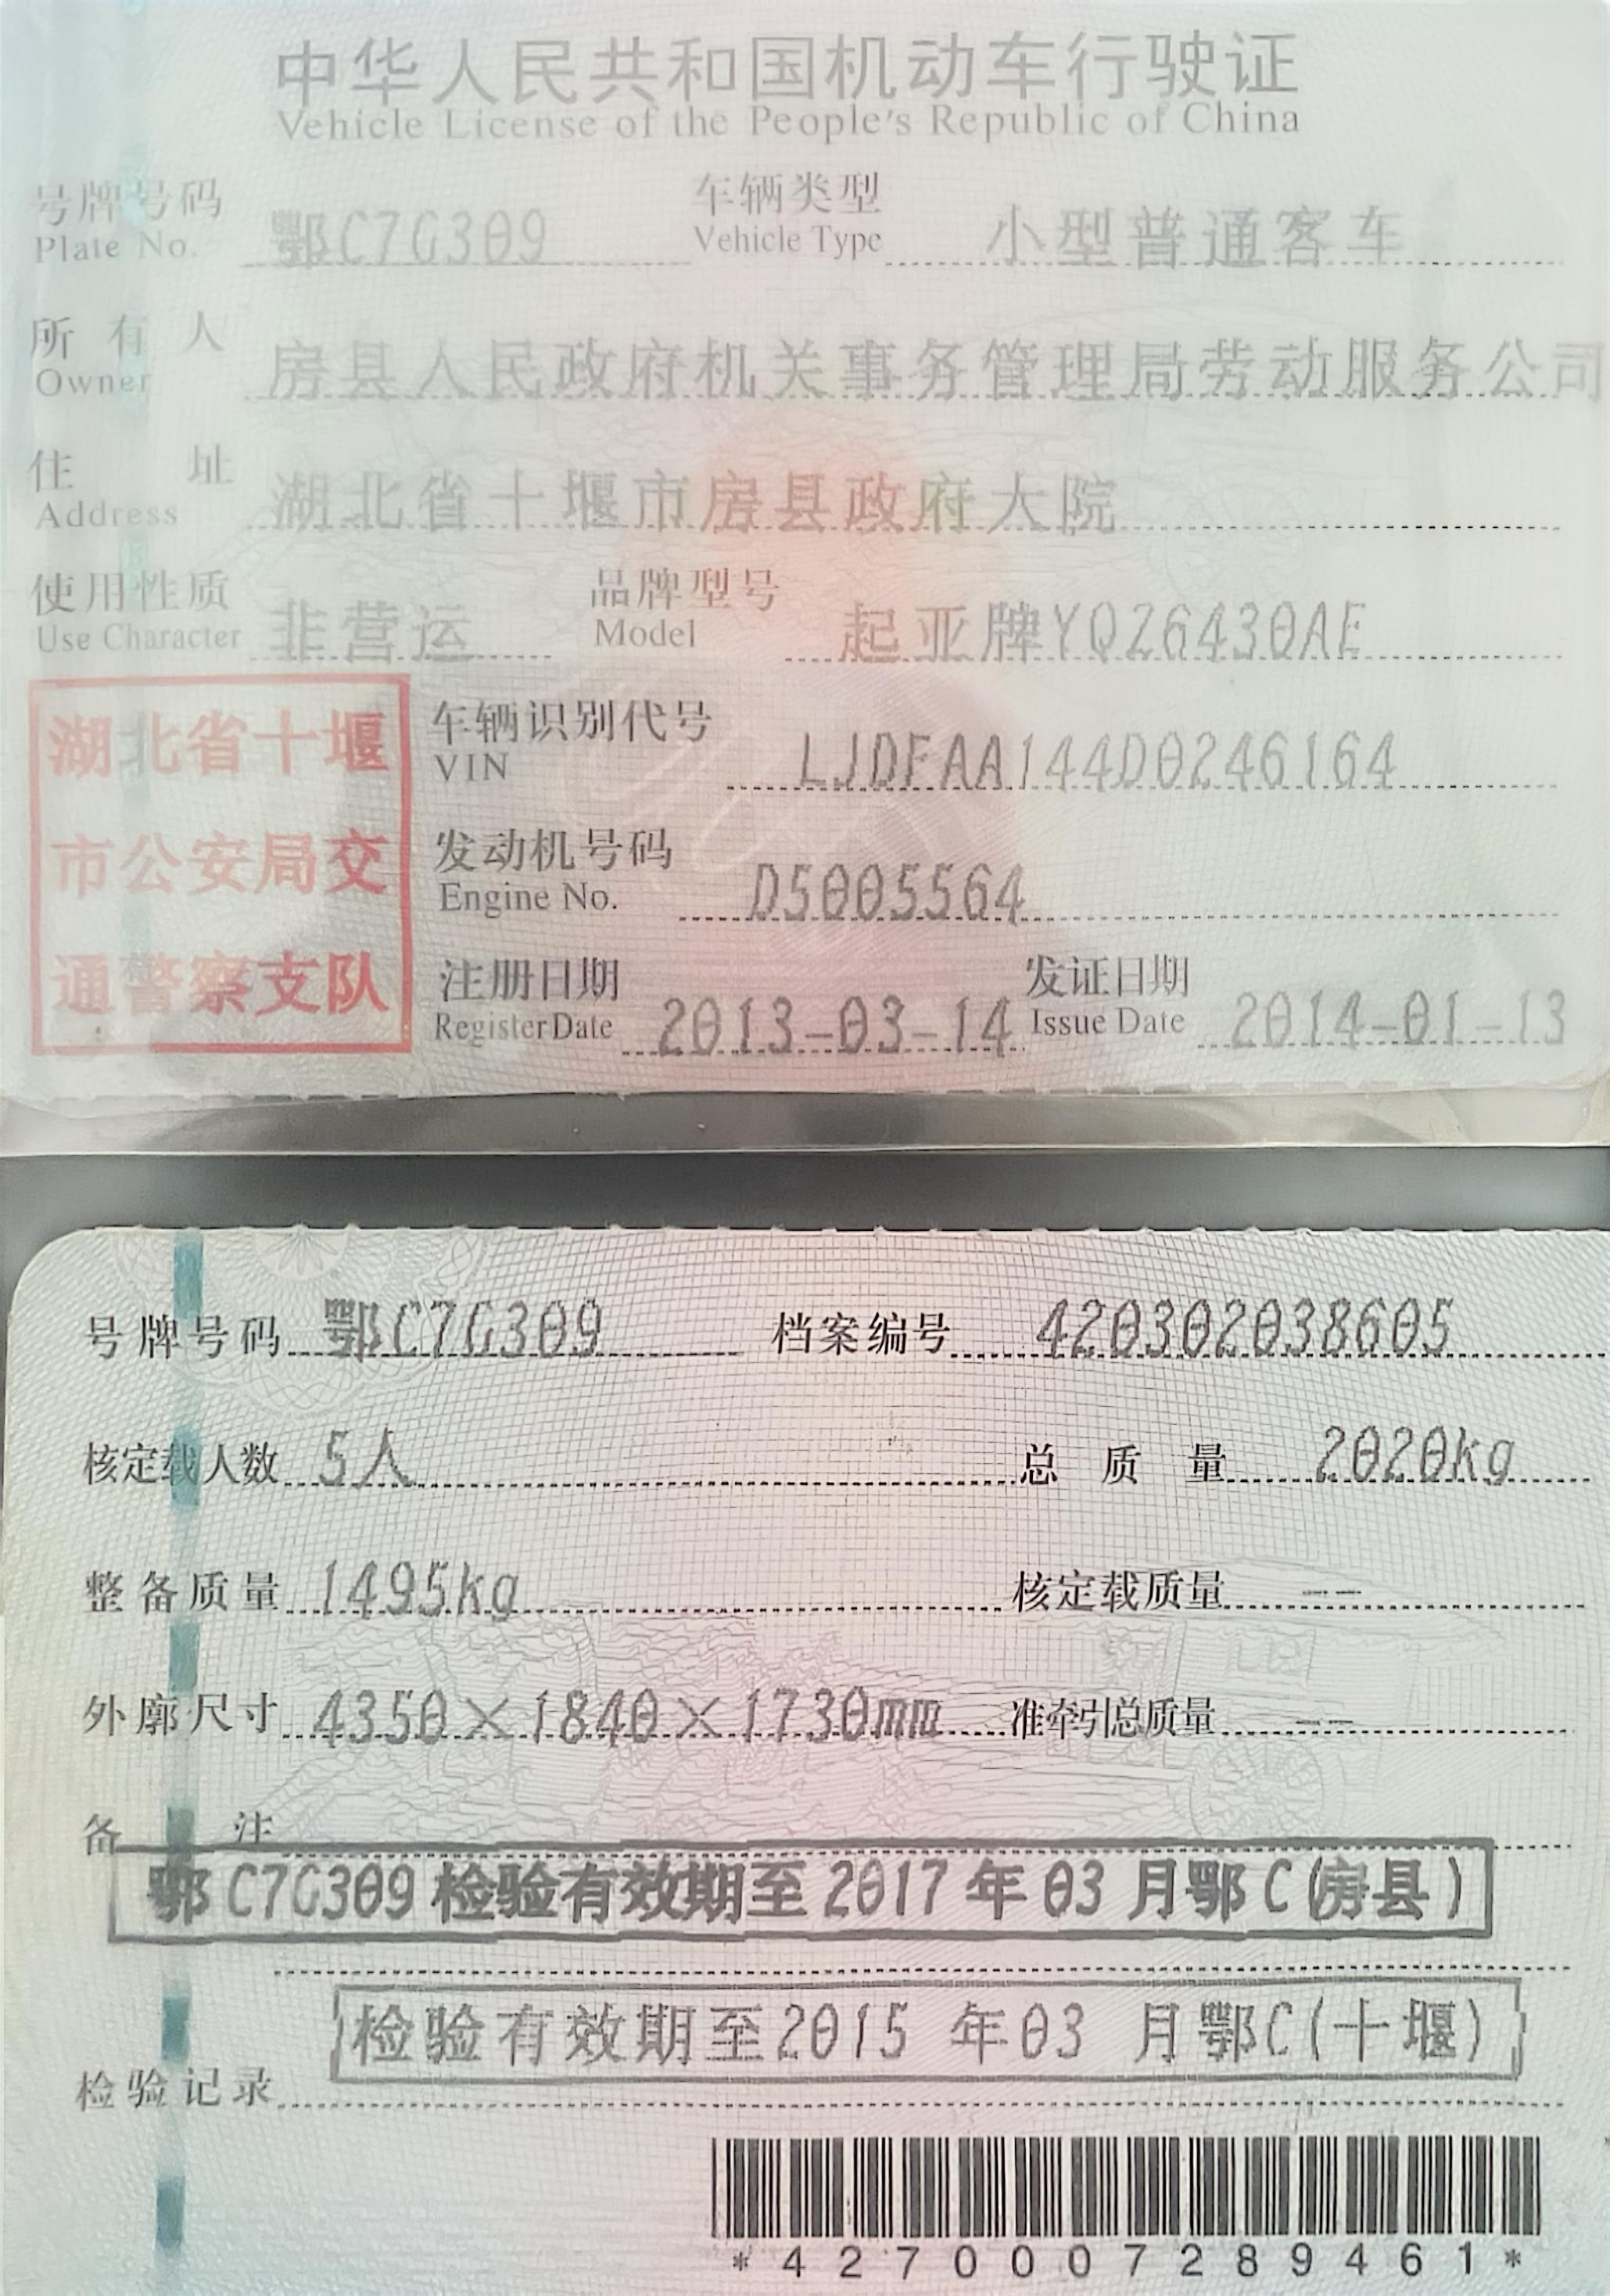 中华人民共和国机动车行驶证
Vehicle License of the People's Republic of China
号牌号码 鄂C7G309 车辆类型 小型普通客车
Plate No. Vehicle Type
所有人 房县人民政府机关事务管理局劳动服务公司
Owner
住址 湖北省十堰市房县政府大院
Address
使用性质 非营运 品牌型号 起亚牌YQZ6430AE
Use Character Model
湖北省十堰
市公安局交
通警察支队
车辆识别代号 LJDFAA144D0246164
VIN
发动机号码 D5005564
Engine No.
注册日期 2013-03-14 发证日期 2014-01-13
Register Date Issue Date
号牌号码 鄂C7G309 档案编号 420302038605
核定载人数 5人 总质量 2020kg
整备质量 1495kg 核定载质量 --
外廓尺寸 4350×1840×1730mm 准牵引总质量 --
备注
鄂C7G309检验有效期至2017年03月鄂C(房县)
检验有效期至2015 年03 月鄂C(十堰)
检验记录
*4270007289461*